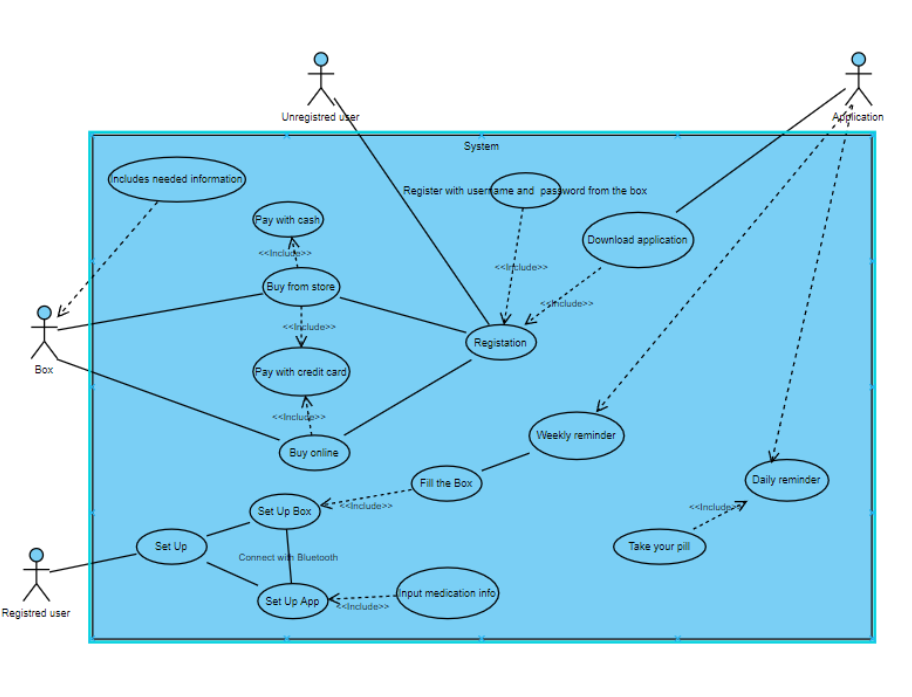 Unregistred user
Application
System
Includes needed information
Register with username and password from the box
Pay with cash
Download application
<<Include>>
<<Include>>
Buy from store
<<Include>>
<<Include>>
Registation
Box
Pay with credit card
<<Include>>
Weekly reminder
Buy online
Fill the Box
Daily reminder
<<Include>>
<<Include>>
Set Up Box
Set Up
Take your pill
Connect with Bluetooth
Input medication info
Set Up App
<<Include>>
Registred user